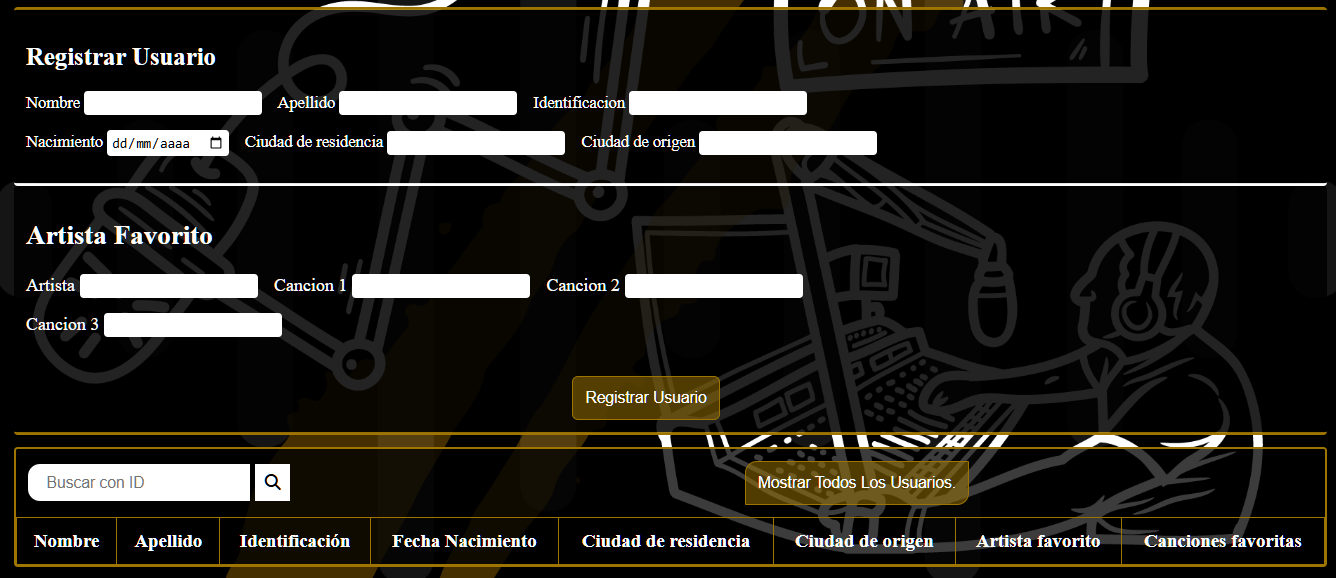 ON AIR
Registrar Usuario
Nombre Apellido Identificacion
Nacimiento dd/mm/aaaa Ciudad de residencia Ciudad de origen
Artista Favorito
Artista Cancion 1 Cancion 2
Cancion 3
Registrar Usuario
Buscar con ID Mostrar Todos Los Usuarios.
Nombre Apellido Identificación Fecha Nacimiento Ciudad de residencia Ciudad de origen Artista favorito Canciones favoritas